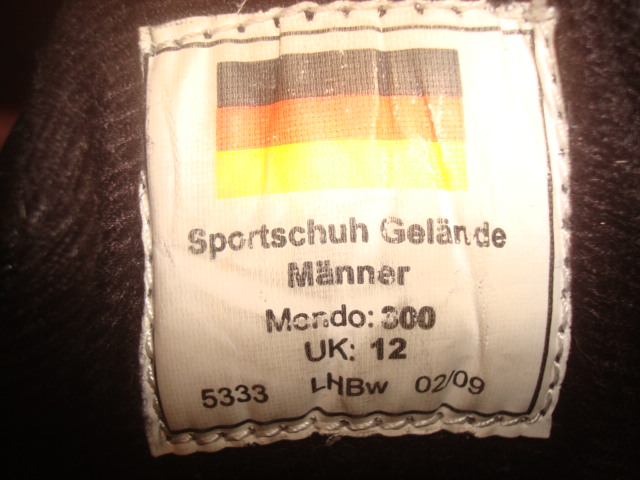 Sportschuh Gelände
Männer
Mondo: 300
UK: 12
5333 LHBw 02/09